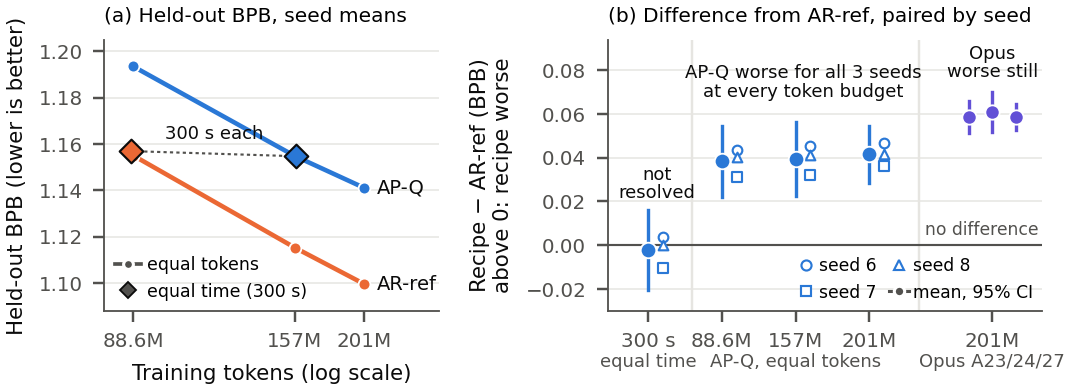 (a) Held-out BPB, seed means
Held-out BPB (lower is better)
1.20
1.18
1.16
1.14
1.12
1.10
300 s each
AP-Q
AR-ref
equal tokens
equal time (300 s)
88.6M
157M
201M
Training tokens (log scale)
(b) Difference from AR-ref, paired by seed
Recipe − AR-ref (BPB)
above 0: recipe worse
0.08
0.06
0.04
0.02
0.00
−0.02
AP-Q worse for all 3 seeds
at every token budget
Opus
worse still
not
resolved
no difference
seed 6
seed 8
seed 7
mean, 95% CI
300 s
88.6M
157M
201M
201M
equal time
AP-Q, equal tokens
Opus A23/24/27